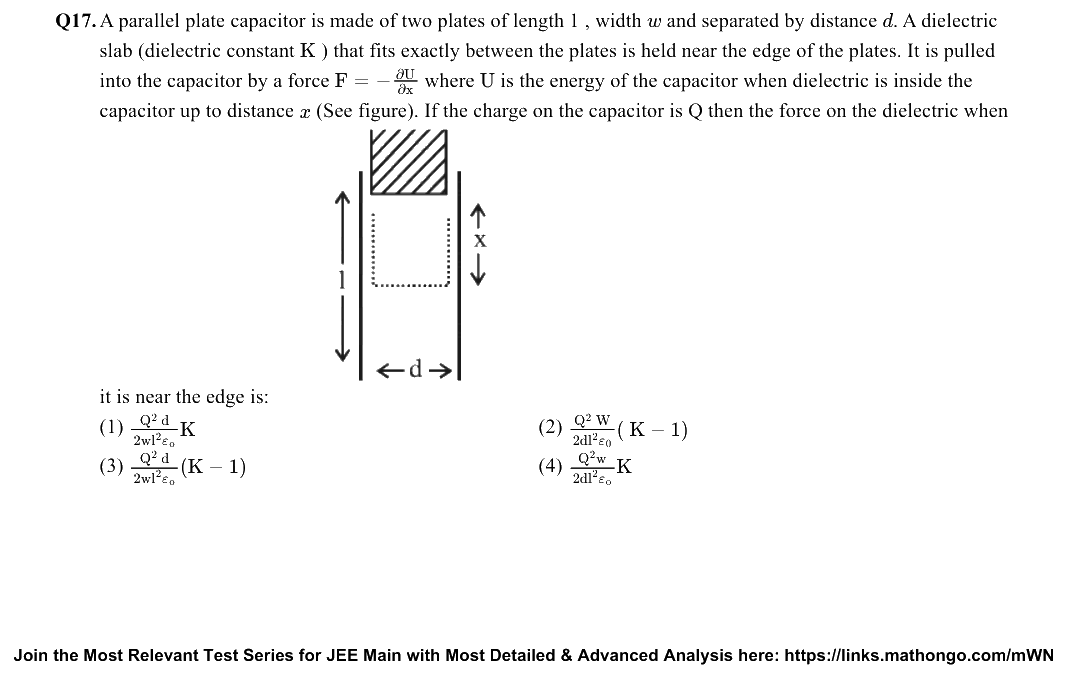 Q17. A parallel plate capacitor is made of two plates of length l , width w and separated by distance d. A dielectric
slab (dielectric constant K ) that fits exactly between the plates is held near the edge of the plates. It is pulled
into the capacitor by a force F = −∂U/∂x where U is the energy of the capacitor when dielectric is inside the
capacitor up to distance x (See figure). If the charge on the capacitor is Q then the force on the dielectric when
l
x
d
it is near the edge is:
(1) Q² d/2wl²ε₀ K (2) Q² W/2dl²ε₀ ( K − 1)
(3) Q² d/2wl²ε₀ (K − 1) (4) Q²w/2dl²ε₀ K
Join the Most Relevant Test Series for JEE Main with Most Detailed & Advanced Analysis here: https://links.mathongo.com/mWN